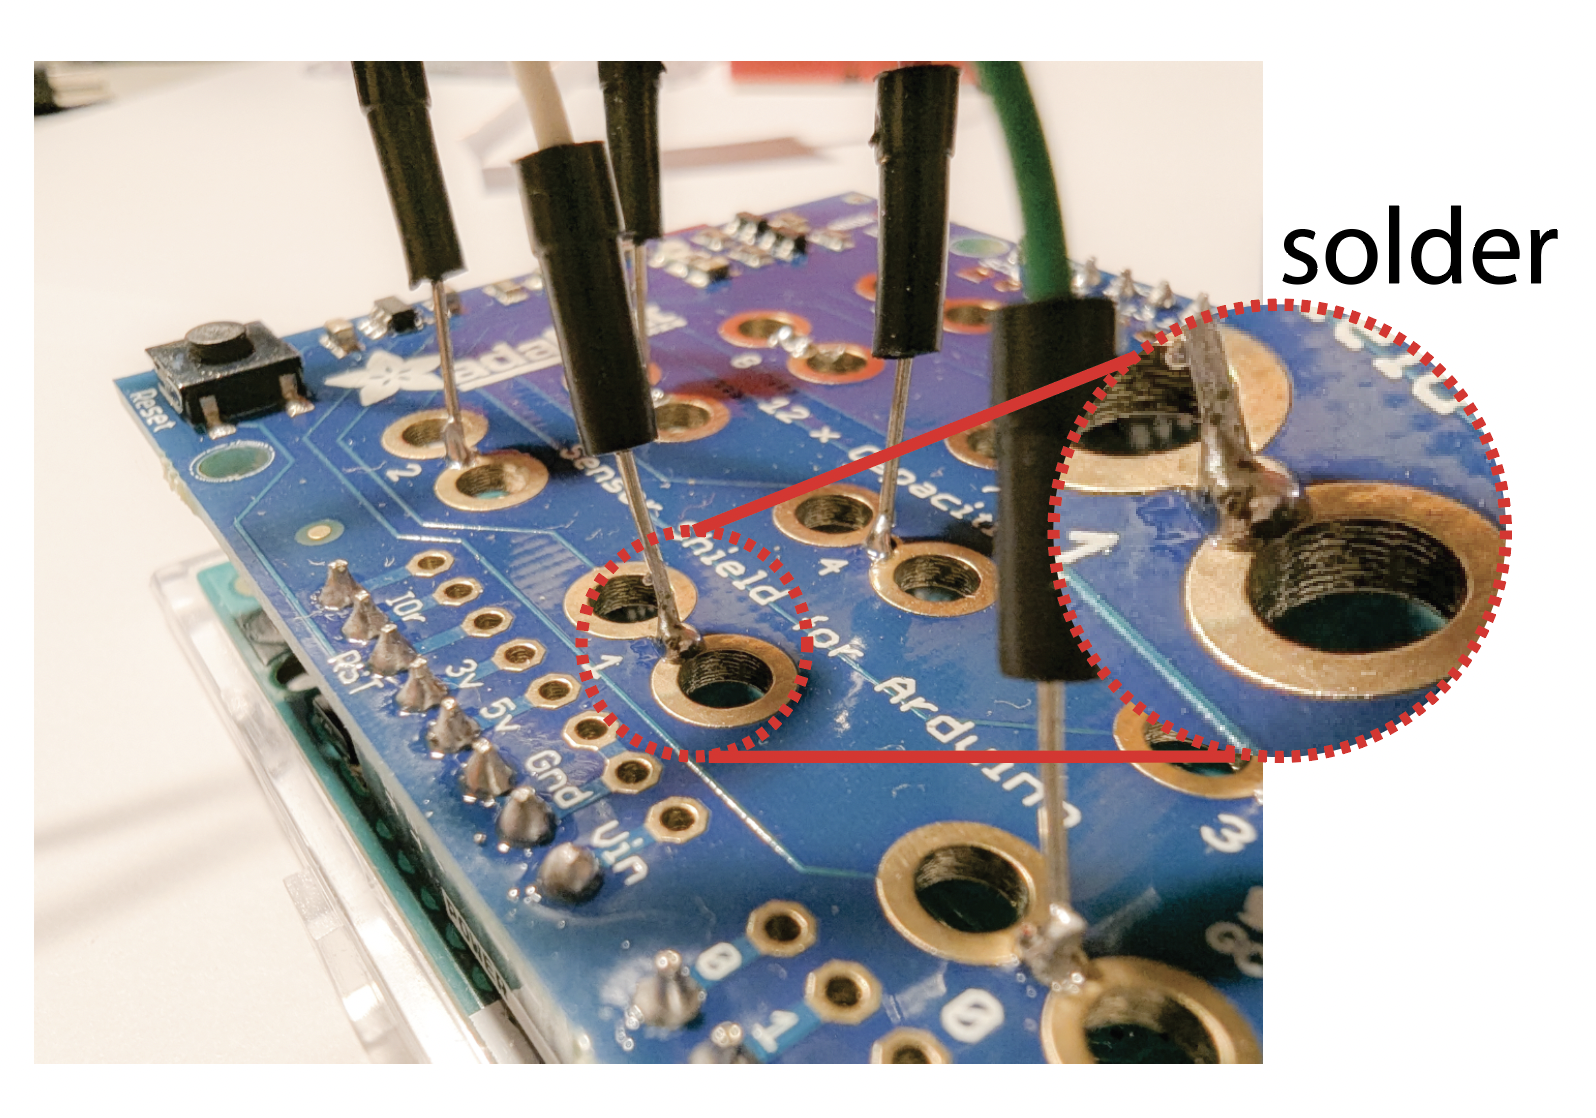 solder
Reset
adafruit
2
6
12 x Capacitive
Sensor Shield for Arduino
4
1
1
IOr
RST
3v
5v
Gnd
Vin
3
0
1
0